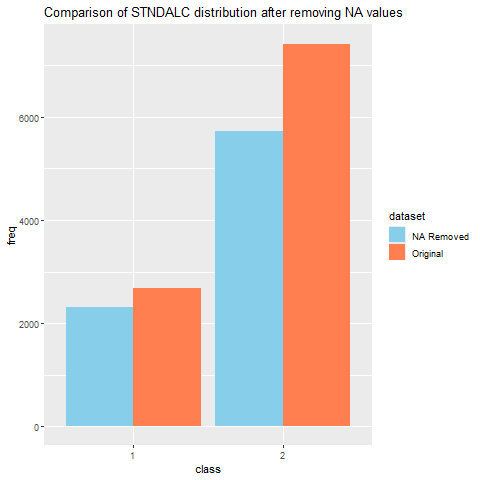 Comparison of STNDALC distribution after removing NA values
6000
4000
2000
0
freq
1
2
class
dataset
NA Removed
Original